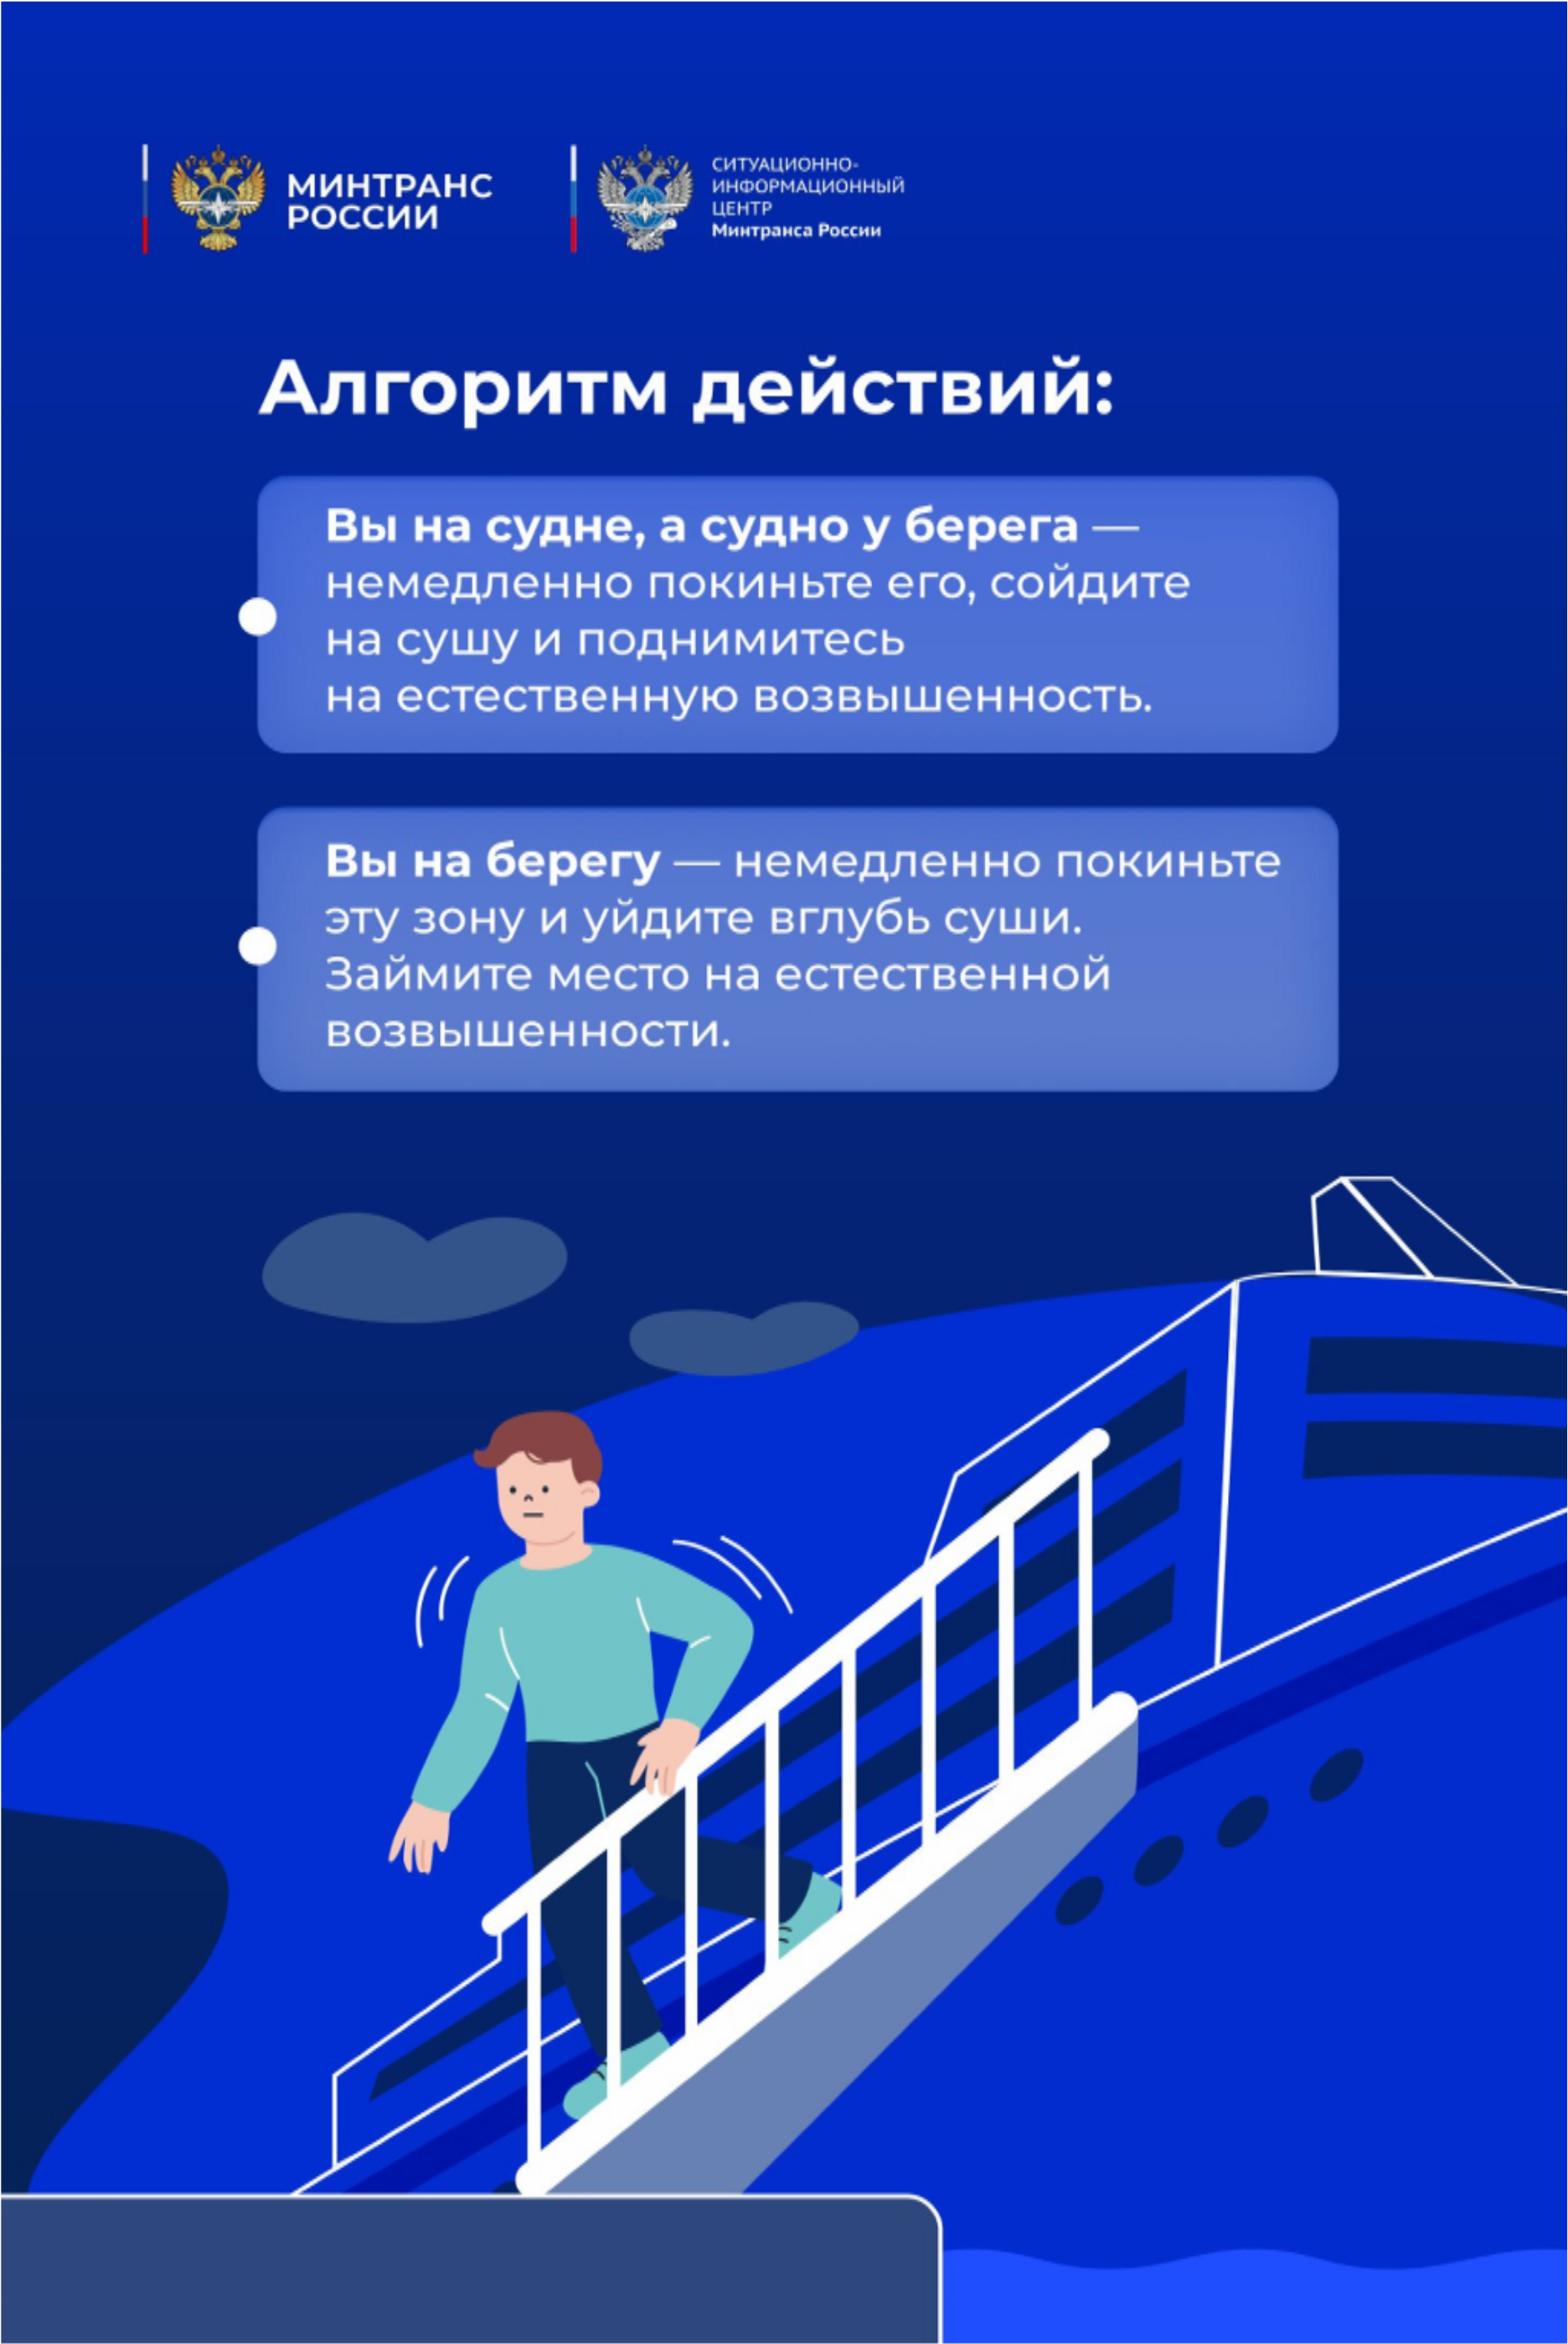 МИНТРАНС
РОССИИ
СИТУАЦИОННО-
ИНФОРМАЦИОННЫЙ
ЦЕНТР
Минтранса России
Алгоритм действий:
Вы на судне, а судно у берега —
немедленно покиньте его, сойдите
на сушу и поднимитесь
на естественную возвышенность.
Вы на берегу — немедленно покиньте
эту зону и уйдите вглубь суши.
Займите место на естественной
возвышенности.